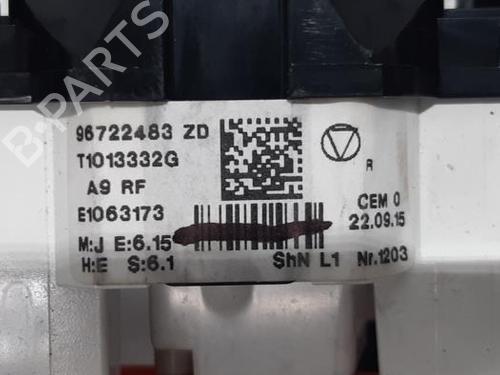 B-PARTS
96722483 ZD
T1013332G
A9 RF
R
E1063173
CEM 0
22.09.15
M:J E:6.15
H:E S:6.1
ShN L1 Nr.1203